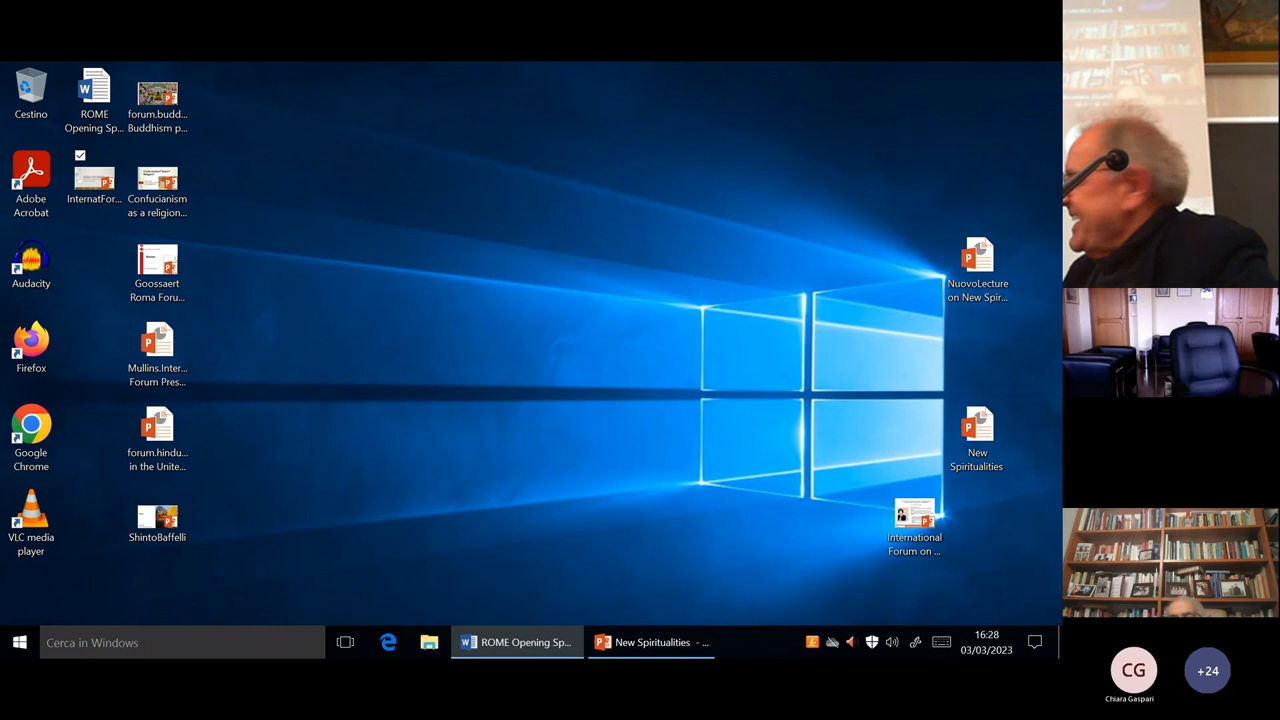 Cestino
ROME
Opening Sp...
forum.budd...
Buddhism p...
Adobe
Acrobat
InternatFor...
Confucianism
as a religion...
Audacity
Goossaert
Roma Foru...
NuovoLecture
on New Spir...
Firefox
Mullins.Inter...
Forum Pres...
Google
Chrome
forum.hindu...
in the Unite...
New
Spiritualities
VLC media
player
ShintoBaffelli
International
Forum on ...
Cerca in Windows
ROME Opening Sp...
New Spiritualities - ...
16:28
03/03/2023
CG
Chiara Gaspari
+24